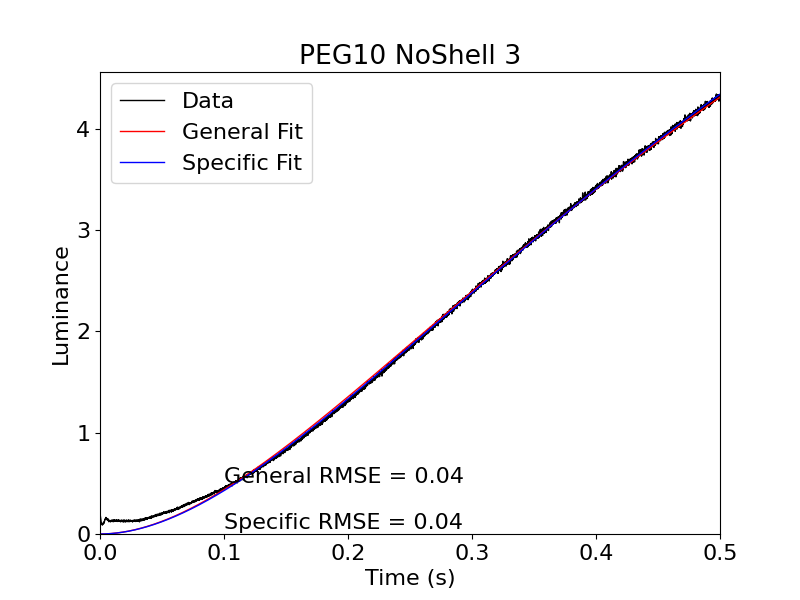 PEG10 NoShell 3
Data
General Fit
Specific Fit
4
3
2
1
0
Luminance
General RMSE = 0.04
Specific RMSE = 0.04
0.0 0.1 0.2 0.3 0.4 0.5
Time (s)